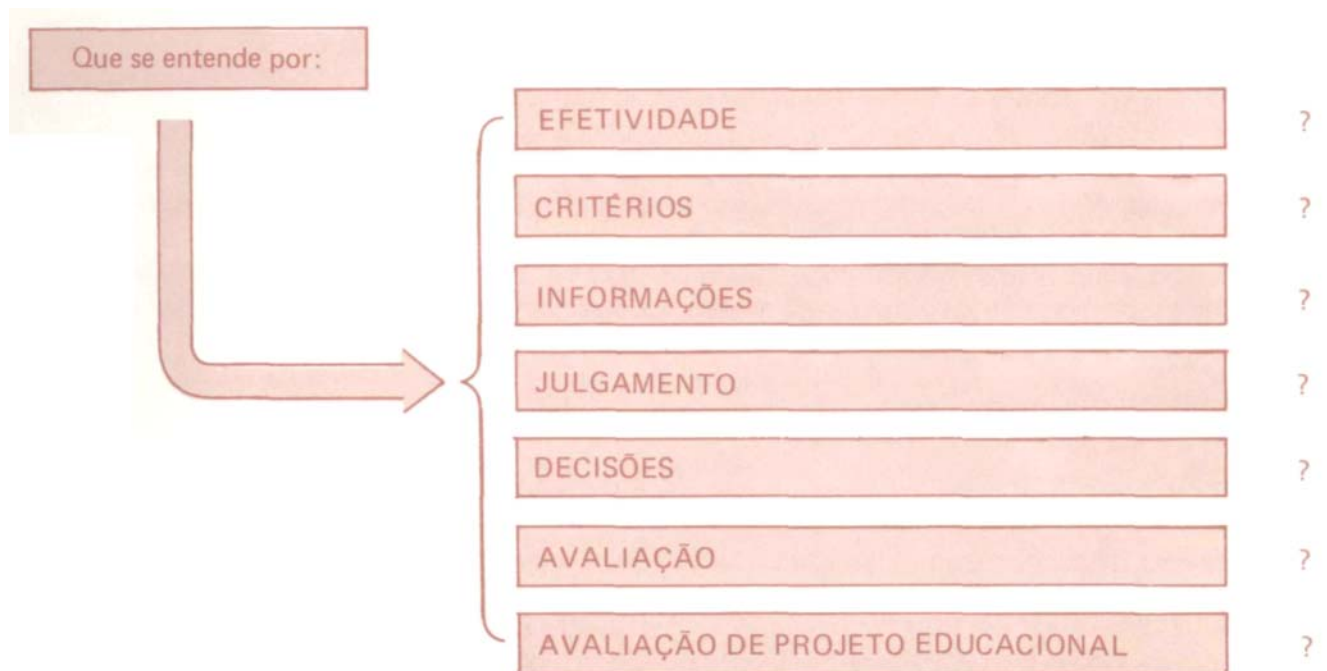 Que se entende por:
EFETIVIDADE ?
CRITÉRIOS ?
INFORMAÇÕES ?
JULGAMENTO ?
DECISÕES ?
AVALIAÇÃO ?
AVALIAÇÃO DE PROJETO EDUCACIONAL ?